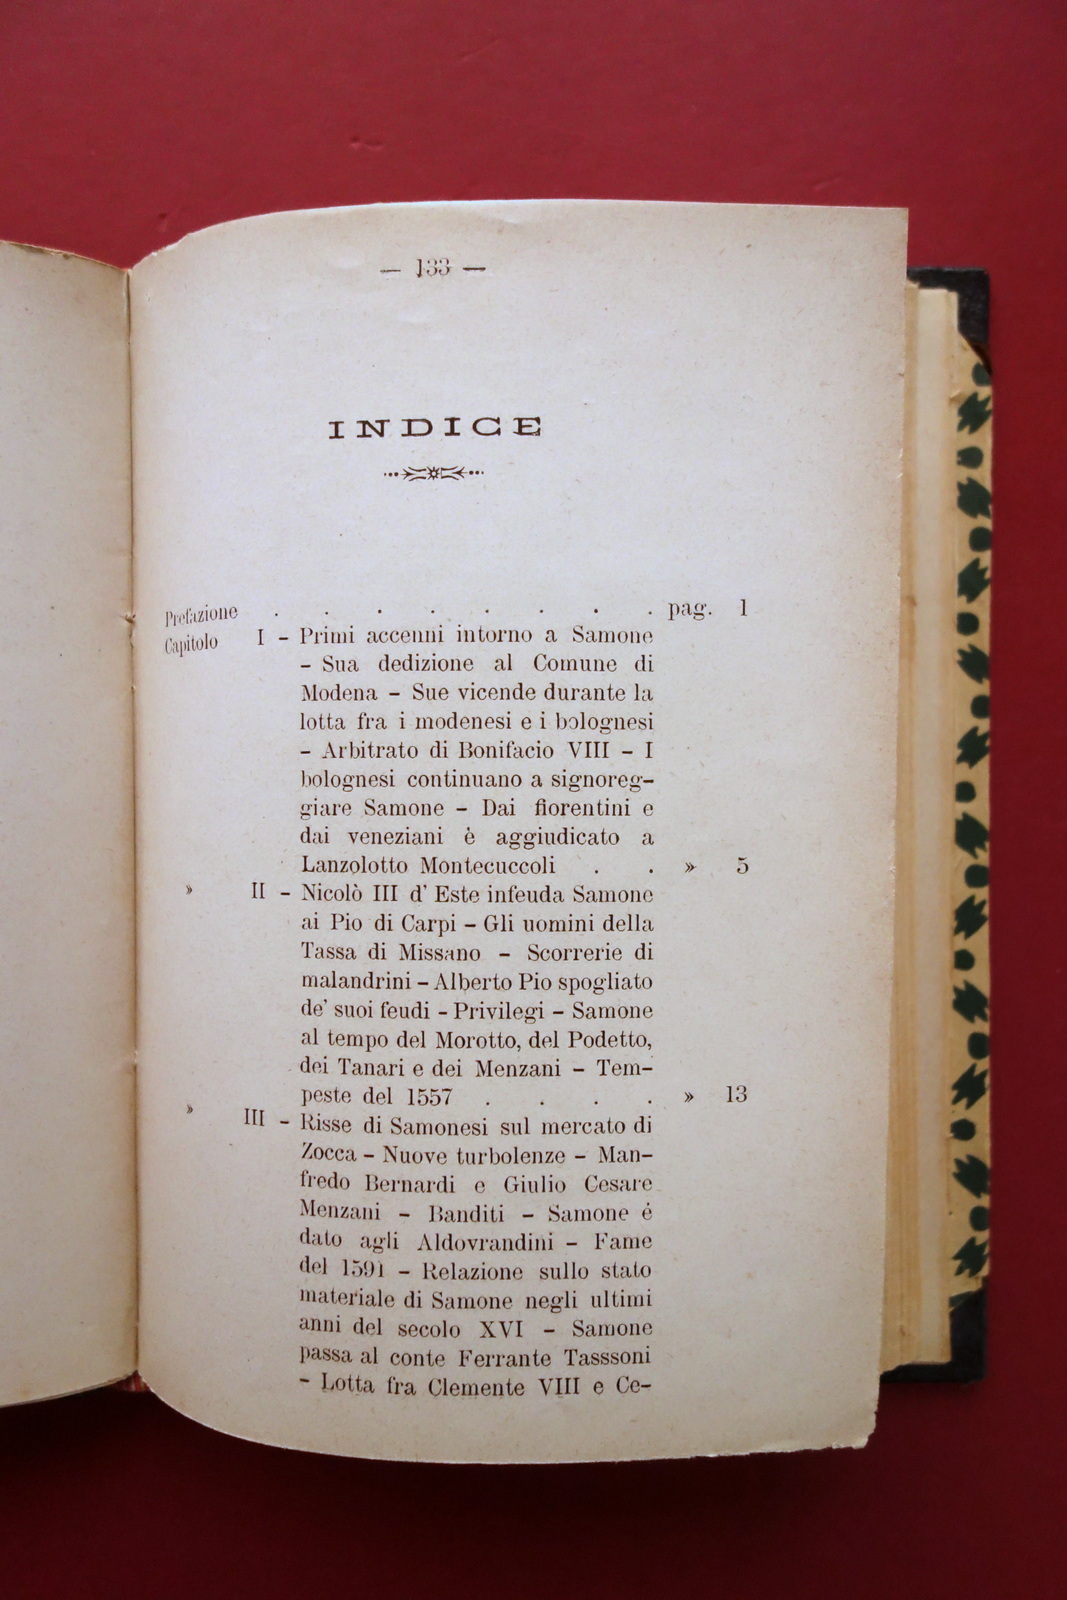 — 133 —
INDICE
Prefazione . . . . . . . . pag. 1
Capitolo I - Primi accenni intorno a Samone
- Sua dedizione al Comune di
Modena - Sue vicende durante la
lotta fra i modenesi e i bolognesi
- Arbitrato di Bonifacio VIII - I
bolognesi continuano a signoreg-
giare Samone - Dai fiorentini e
dai veneziani è aggiudicato a
Lanzolotto Montecuccoli . . » 5
» II - Nicolò III d' Este infeuda Samone
ai Pio di Carpi - Gli uomini della
Tassa di Missano - Scorrerie di
malandrini - Alberto Pio spogliato
de' suoi feudi - Privilegi - Samone
al tempo del Morotto, del Podetto,
dei Tanari e dei Menzani - Tem-
peste del 1557 . . . . » 13
» III - Risse di Samonesi sul mercato di
Zocca - Nuove turbolenze - Man-
fredo Bernardi e Giulio Cesare
Menzani - Banditi - Samone é
dato agli Aldovrandini - Fame
del 1591 - Relazione sullo stato
materiale di Samone negli ultimi
anni del secolo XVI - Samone
passa al conte Ferrante Tasssoni
- Lotta fra Clemente VIII e Ce-